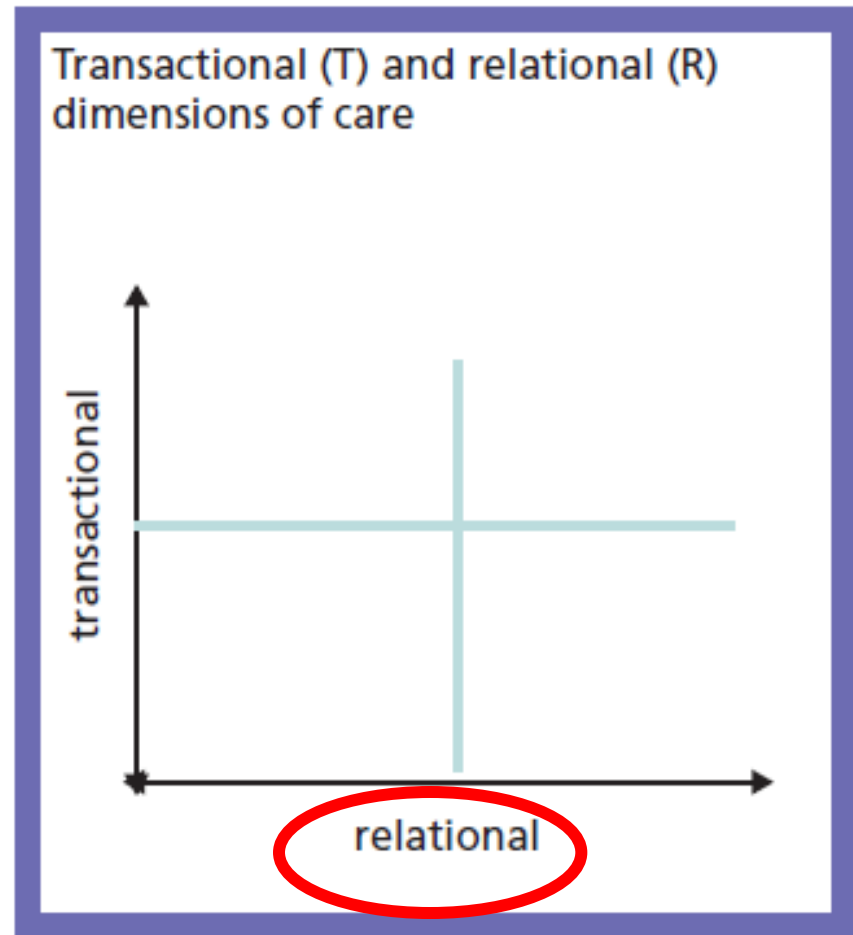 Transactional (T) and relational (R)
dimensions of care
transactional
relational